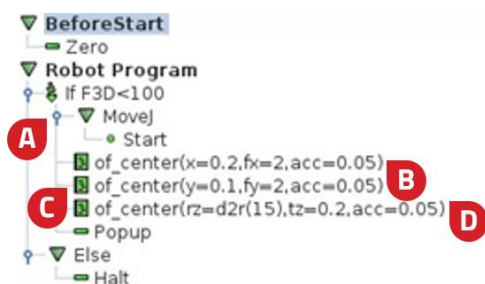 BeforeStart
Zero
Robot Program
If F3D<100
MoveJ
A
Start
of_center(x=0.2,fx=2,acc=0.05)
B
of_center(y=0.1,fy=2,acc=0.05)
C
of_center(rz=d2r(15),tz=0.2,acc=0.05)
D
Popup
Else
Halt